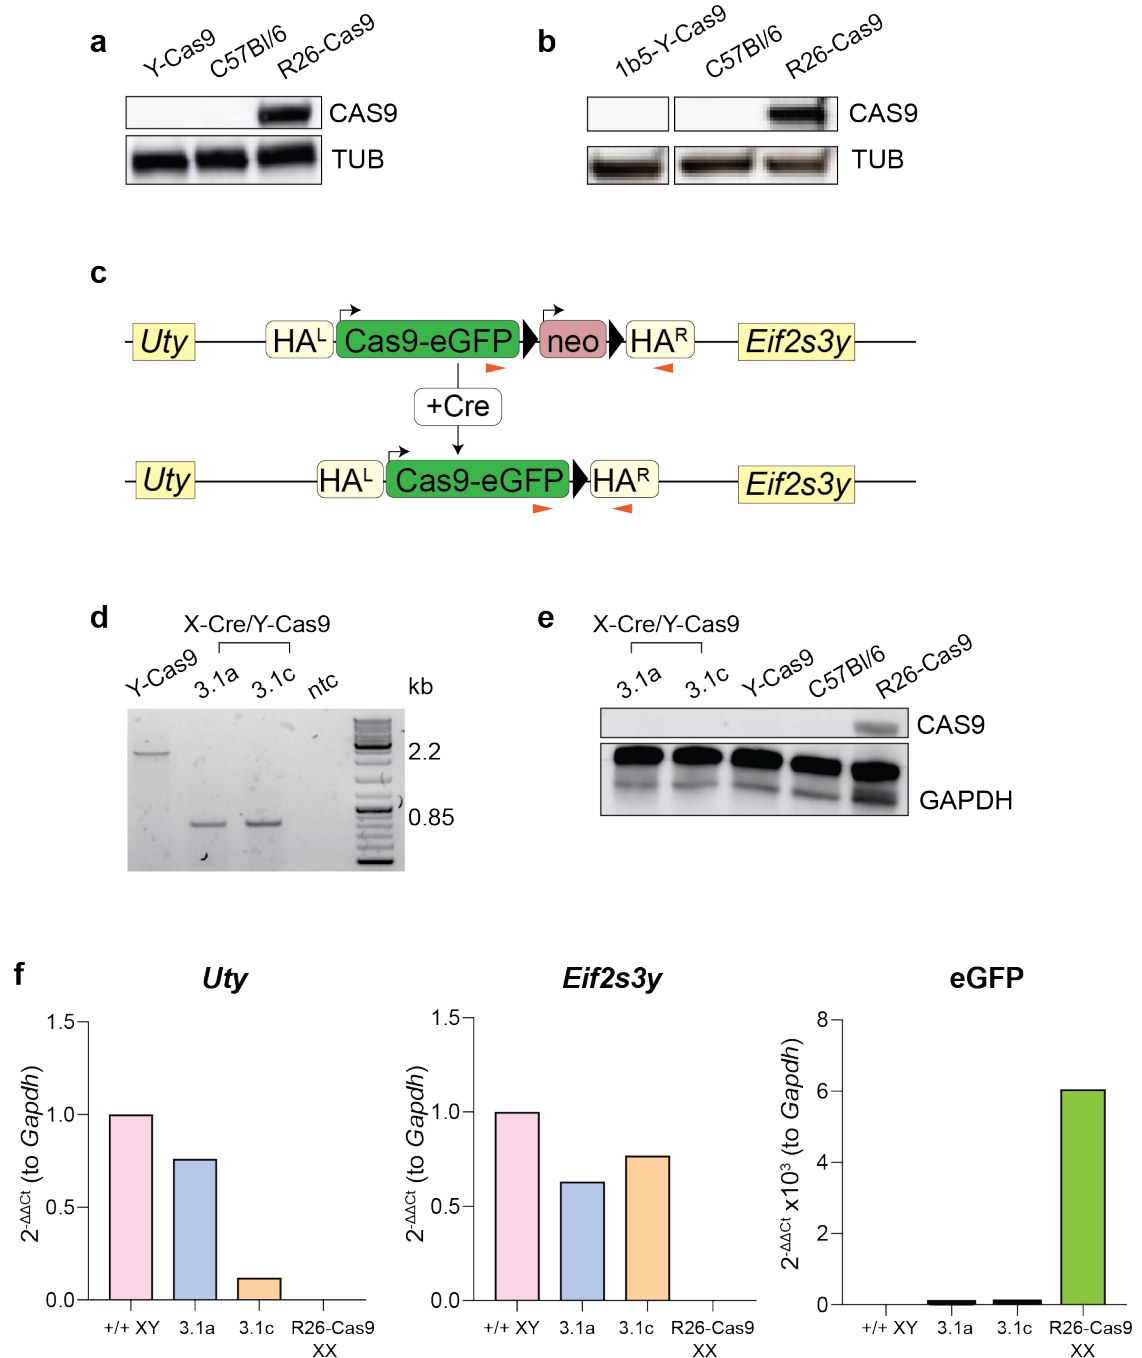 a
Y-Cas9 C57Bl/6 R26-Cas9
CAS9
TUB
b
1b5-Y-Cas9 C57Bl/6 R26-Cas9
CAS9
TUB
c
Uty HAL Cas9-eGFP neo HAR Eif2s3y
+Cre
Uty HAL Cas9-eGFP HAR Eif2s3y
d
X-Cre/Y-Cas9
Y-Cas9 3.1a 3.1c ntc kb
2.2
0.85
e
X-Cre/Y-Cas9
3.1a 3.1c Y-Cas9 C57Bl/6 R26-Cas9
CAS9
GAPDH
f
Uty
2-ΔΔCt (to Gapdh)
1.5
1.0
0.5
0.0
+/+ XY 3.1a 3.1c R26-Cas9
XX
Eif2s3y
2-ΔΔCt (to Gapdh)
1.5
1.0
0.5
0.0
+/+ XY 3.1a 3.1c R26-Cas9
XX
eGFP
2-ΔΔCt x10³ (to Gapdh)
8
6
4
2
0
+/+ XY 3.1a 3.1c R26-Cas9
XX